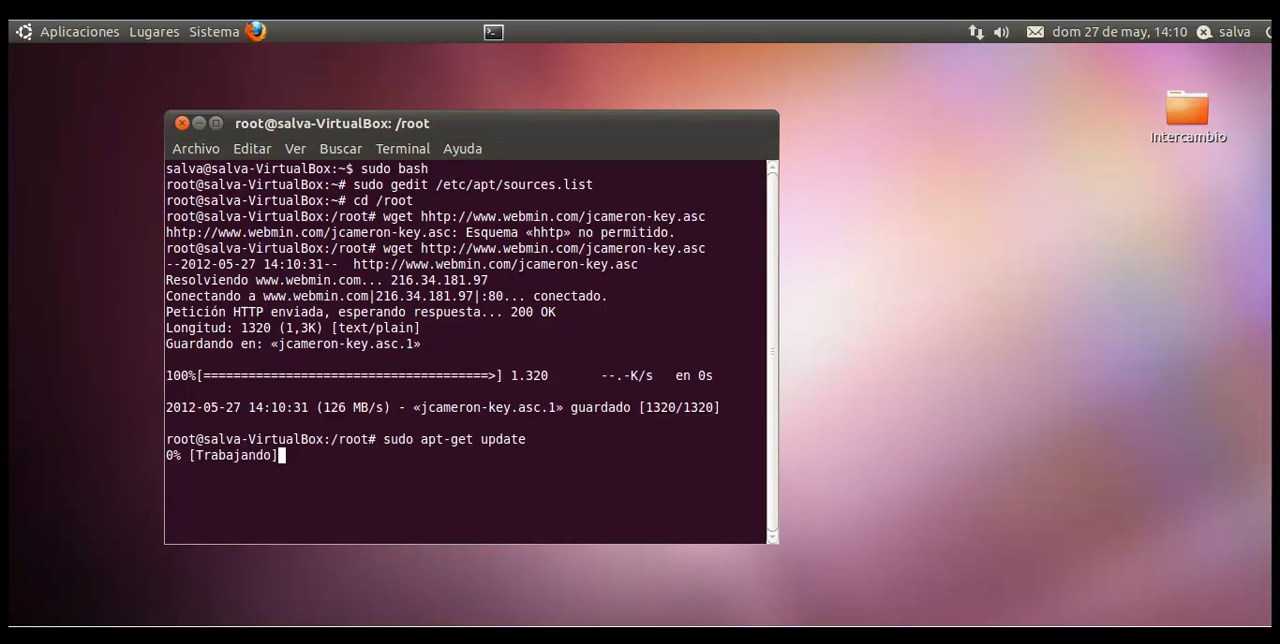 Aplicaciones Lugares Sistema dom 27 de may, 14:10 salva
Intercambio
root@salva-VirtualBox: /root
Archivo Editar Ver Buscar Terminal Ayuda
salva@salva-VirtualBox:~$ sudo bash
root@salva-VirtualBox:~# sudo gedit /etc/apt/sources.list
root@salva-VirtualBox:~# cd /root
root@salva-VirtualBox:/root# wget hhtp://www.webmin.com/jcameron-key.asc
hhtp://www.webmin.com/jcameron-key.asc: Esquema «hhtp» no permitido.
root@salva-VirtualBox:/root# wget http://www.webmin.com/jcameron-key.asc
--2012-05-27 14:10:31--  http://www.webmin.com/jcameron-key.asc
Resolviendo www.webmin.com... 216.34.181.97
Conectando a www.webmin.com|216.34.181.97|:80... conectado.
Petición HTTP enviada, esperando respuesta... 200 OK
Longitud: 1320 (1,3K) [text/plain]
Guardando en: «jcameron-key.asc.1»
100%[======================================>] 1.320       --.-K/s   en 0s
2012-05-27 14:10:31 (126 MB/s) - «jcameron-key.asc.1» guardado [1320/1320]
root@salva-VirtualBox:/root# sudo apt-get update
0% [Trabajando]